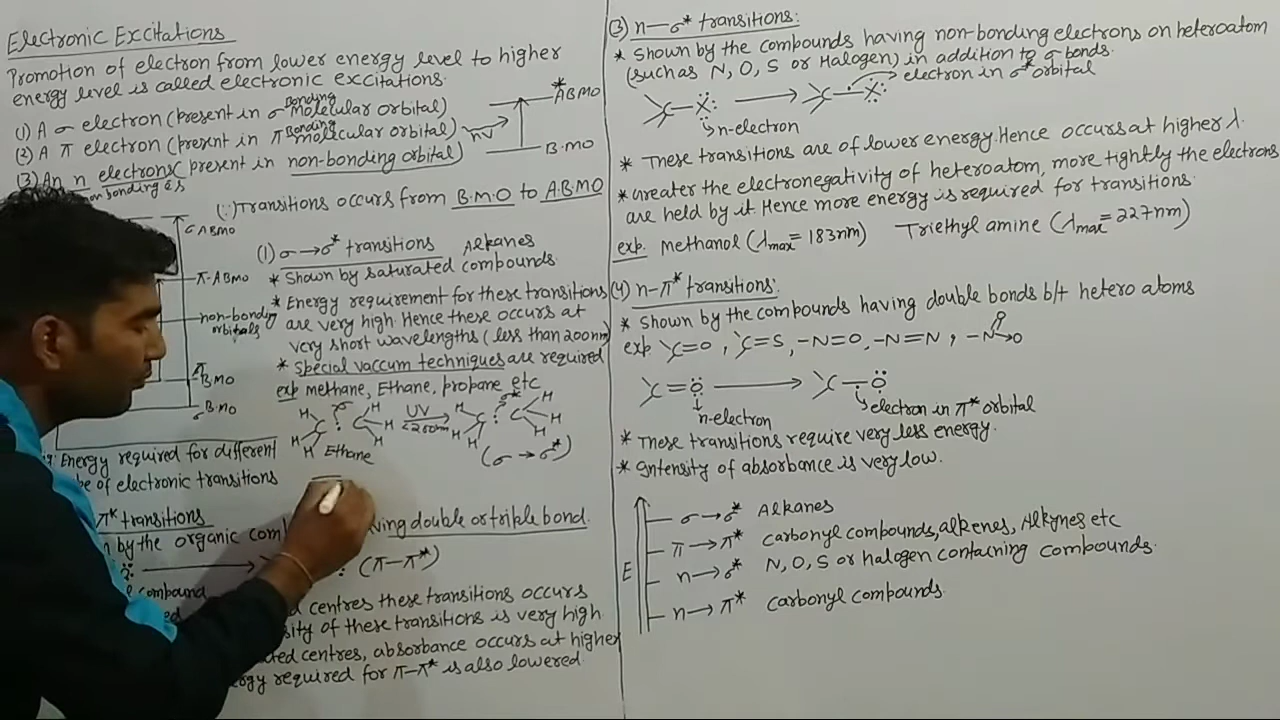 Electronic Excitations
Promotion of electron from lower energy level to higher
energy level is called electronic excitations.
(1) A σ electron (present in σ Bonding molecular orbital)
(2) A π electron (present in π Bonding molecular orbital)
(3) An n electrons (present in non-bonding orbital)
non bonding e s
hν
*
ABMO
B.MO
(∵) Transitions occurs from B.M.O to A.B.M.O
σ ABMO
π-ABMO
non-bonding
orbitals
π
BMO
σ BMO
Energy required for different
of electronic transitions
(1) σ→σ* transitions Alkanes
* Shown by saturated compounds
* Energy requirement for these transitions
are very high. Hence these occurs at
very short wavelengths (less than 200nm)
* Special vaccum techniques are required
exp methane, Ethane, propane etc
H H H C σ : C H H H UV <200nm H H H C : σ* C H H H
Ethane
(σ → σ*)
π* transitions
by the organic com ving double or triple bond.
(π-π*)
compound
centres these transitions occurs
sity of these transitions is very high
ted centres, absorbance occurs at higher
rgy required for π-π* is also lowered
(3) n-σ* transitions:
* Shown by the compounds having non-bonding electrons on heteroatom
(such as N, O, S or Halogen) in addition to σ bonds.
electron in σ* orbital
C-X: → C-X:
n-electron
* These transitions are of lower energy. Hence occurs at higher λ.
* Greater the electronegativity of heteroatom, more tightly the electrons
are held by it. Hence more energy is required for transitions.
exp. methanol (λmax = 183nm) Triethyl amine (λmax = 227nm)
(4) n-π* transitions:
* Shown by the compounds having double bonds b/t hetero atoms
exp C=O, C=S, -N=O, -N=N, -N O O
C=Ö → C-Ö
n-electron
electron in π* orbital
* These transitions require very less energy.
* Intensity of absorbance is very low.
E
σ→σ* Alkanes
π→π* carbonyl compounds, alkenes, Alkynes etc
n→σ* N, O, S or halogen containing compounds.
n→π* carbonyl compounds.